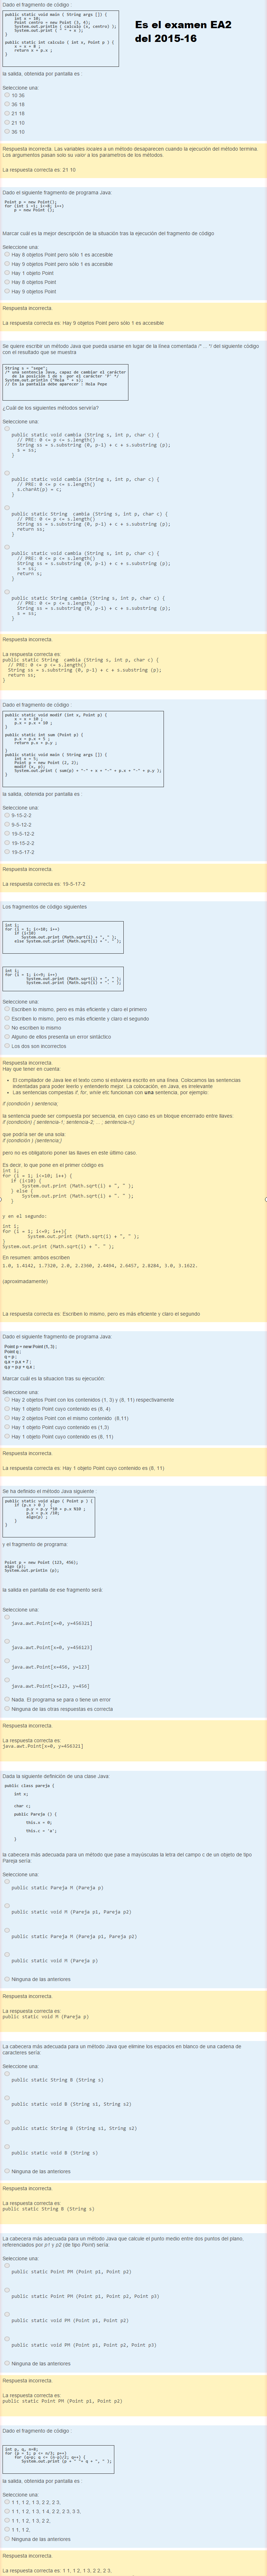 Dado el fragmento de código
Es el examen EA2
del 2015-16
public static void main ( String args []) {
int x = 10;
Point centro = new Point (3, 4);
System.out.println ( calculo (x, centro) );
System.out.print ( " " + x );
}
public static int calculo ( int x, Point p ) {
x = x + 8 ;
return x + p.x ;
}
la salida, obtenida por pantalla es :
Seleccione una:
10 36
36 18
21 18
21 10
36 10
Respuesta incorrecta. Las variables locales a un método desaparecen cuando la ejecución del método termina.
Los argumentos pasan solo su valor a los parámetros de los métodos.
La respuesta correcta es: 21 10
Dado el siguiente fragmento de programa Java:
Point p = new Point();
for (int i =1; i<=8; i++)
p = new Point ();
Marcar cuál es la mejor descripción de la situación tras la ejecución del fragmento de código
Seleccione una:
Hay 8 objetos Point pero sólo 1 es accesible
Hay 9 objetos Point pero sólo 1 es accesible
Hay 1 objeto Point
Hay 8 objetos Point
Hay 9 objetos Point
Respuesta incorrecta.
La respuesta correcta es: Hay 9 objetos Point pero sólo 1 es accesible
Se quiere escribir un método Java que pueda usarse en lugar de la línea comentada /* ... */ del siguiente código
con el resultado que se muestra
String s = "sepe";
/* una sentencia Java, capaz de cambiar el carácter
de la posición 1 de s por el carácter 'P' */
System.out.println ("Hola " + s);
// En la pantalla debe aparecer : Hola Pepe
¿Cuál de los siguientes métodos serviría?
Seleccione una:
public static void cambia (String s, int p, char c) {
// PRE: 0 <= p <= s.length()
String ss = s.substring (0, p-1) + c + s.substring (p);
s = ss;
}
public static void cambia (String s, int p, char c) {
// PRE: 0 <= p <= s.length()
s.charAt(p) = c;
}
public static String cambia (String s, int p, char c) {
// PRE: 0 <= p <= s.length()
String ss = s.substring (0, p-1) + c + s.substring (p);
return ss;
}
public static void cambia (String s, int p, char c) {
// PRE: 0 <= p <= s.length()
String ss = s.substring (0, p-1) + c + s.substring (p);
s = ss;
return s;
}
public static String cambia (String s, int p, char c) {
// PRE: 0 <= p <= s.length()
String ss = s.substring (0, p-1) + c + s.substring (p);
s = ss;
}
Respuesta incorrecta.
La respuesta correcta es:
public static String cambia (String s, int p, char c) {
// PRE: 0 <= p <= s.length()
String ss = s.substring (0, p-1) + c + s.substring (p);
return ss;
}
Dado el fragmento de código :
public static void modif (int x, Point p) {
x = x + 10 ;
p.x = p.x + 10 ;
}
public static int sum (Point p) {
p.x = p.x + 5 ;
return p.x + p.y ;
}
public static void main ( String args []) {
int x = 5;
Point p = new Point (2, 2);
modif (x, p);
System.out.print ( sum(p) + "-" + x + "-" + p.x + "-" + p.y );
}
la salida, obtenida por pantalla es :
Seleccione una:
9-15-2-2
9-5-12-2
19-5-12-2
19-15-2-2
19-5-17-2
Respuesta incorrecta.
La respuesta correcta es: 19-5-17-2
Los fragmentos de código siguientes
int i;
for (i = 1; i<=10; i++)
if (i<10)
System.out.print (Math.sqrt(i) + ", " );
else System.out.print (Math.sqrt(i) + ". " );
int i;
for (i = 1; i<=9; i++)
System.out.print (Math.sqrt(i) + ", " );
System.out.print (Math.sqrt(i) + ". " );
Seleccione una:
Escriben lo mismo, pero es más eficiente y claro el primero
Escriben lo mismo, pero es más eficiente y claro el segundo
No escriben lo mismo
Alguno de ellos presenta un error sintáctico
Los dos son incorrectos
Respuesta incorrecta.
Hay que tener en cuenta:
El compilador de Java lee el texto como si estuviera escrito en una línea. Colocamos las sentencias
indentadas para poder leerlo y entenderlo mejor. La colocación, en Java, es irrelevante
Las sentencias compuestas if, for, while etc funcionan con una sentencia, por ejemplo:
if (condición ) sentencia;
la sentencia puede ser compuesta por secuencia, en cuyo caso es un bloque encerrado entre llaves:
if (condición) { sentencia-1; sentencia-2; ... ; sentencia-n;}
que podría ser de una sola:
if (condición ) {sentencia;}
pero no es obligatorio poner las llaves en este último caso.
Es decir, lo que pone en el primer código es
int i;
for (i = 1; i<=10; i++) {
if (i<10) {
System.out.print (Math.sqrt(i) + ", " );
} else {
System.out.print (Math.sqrt(i) + ". " );
}
y en el segundo:
int i;
for (i = 1; i<=9; i++){
System.out.print (Math.sqrt(i) + ", " );
}
System.out.print (Math.sqrt(i) + ". " );
En resumen: ambos escriben
1.0, 1.4142, 1.7320, 2.0, 2.2360, 2.4494, 2.6457, 2.8284, 3.0, 3.1622.
(aproximadamente)
La respuesta correcta es: Escriben lo mismo, pero es más eficiente y claro el segundo
Dado el siguiente fragmento de programa Java:
Point p = new Point (1, 3) ;
Point q ;
q = p ;
q.x = p.x + 7 ;
q.y = p.y + q.x ;
Marcar cuál es la situacion tras su ejecución:
Seleccione una:
Hay 2 objetos Point con los contenidos (1, 3) y (8, 11) respectivamente
Hay 1 objeto Point cuyo contenido es (8, 4)
Hay 2 objetos Point con el mismo contenido (8,11)
Hay 1 objeto Point cuyo contenido es (1,3)
Hay 1 objeto Point cuyo contenido es (8, 11)
Respuesta incorrecta.
La respuesta correcta es: Hay 1 objeto Point cuyo contenido es (8, 11)
Se ha definido el método Java siguiente :
public static void algo ( Point p ) {
if (p.x > 0 ) {
p.y = p.y *10 + p.x %10 ;
p.x = p.x /10;
algo(p) ;
}
}
y el fragmento de programa:
Point p = new Point (123, 456);
algo (p);
System.out.println (p);
la salida en pantalla de ese fragmento será:
Seleccione una:
java.awt.Point[x=0, y=456321]
java.awt.Point[x=0, y=456123]
java.awt.Point[x=456, y=123]
java.awt.Point[x=123, y=456]
Nada. El programa se para o tiene un error
Ninguna de las otras respuestas es correcta
Respuesta incorrecta.
La respuesta correcta es:
java.awt.Point[x=0, y=456321]
Dada la siguiente definición de una clase Java:
public class pareja {
int x;
char c;
public Pareja () {
this.x = 0;
this.c = 'a';
}
la cabecera más adecuada para un método que pase a mayúsculas la letra del campo c de un objeto de tipo
Pareja sería:
Seleccione una:
public static Pareja M (Pareja p)
public static void M (Pareja p1, Pareja p2)
public static Pareja M (Pareja p1, Pareja p2)
public static void M (Pareja p)
Ninguna de las anteriores
Respuesta incorrecta.
La respuesta correcta es:
public static void M (Pareja p)
La cabecera más adecuada para un método Java que elimine los espacios en blanco de una cadena de
caracteres sería
Seleccione una:
public static String B (String s)
public static void B (String s1, String s2)
public static String B (String s1, String s2)
public static void B (String s)
Ninguna de las anteriores
Respuesta incorrecta.
La respuesta correcta es:
public static String B (String s)
La cabecera más adecuada para un método Java que calcule el punto medio entre dos puntos del plano,
referenciados por p1 y p2 (de tipo Point) sería:
Seleccione una:
public static Point PM (Point p1, Point p2)
public static Point PM (Point p1, Point p2, Point p3)
public static void PM (Point p1, Point p2)
public static void PM (Point p1, Point p2, Point p3)
Ninguna de las anteriores
Respuesta incorrecta.
La respuesta correcta es:
public static Point PM (Point p1, Point p2)
Dado el fragmento de código :
la salida, obtenida por pantalla es :
Seleccione una:
1 1, 1 2, 1 3, 2 2, 2 3,
1 1, 1 2, 1 3, 1 4, 2 2, 2 3, 3 3,
1 1, 1 2, 1 3, 2 2,
1 1, 1 2,
Ninguna de las anteriores
Respuesta incorrecta.
La respuesta correcta es: 1 1, 1 2, 1 3, 2 2, 2 3,